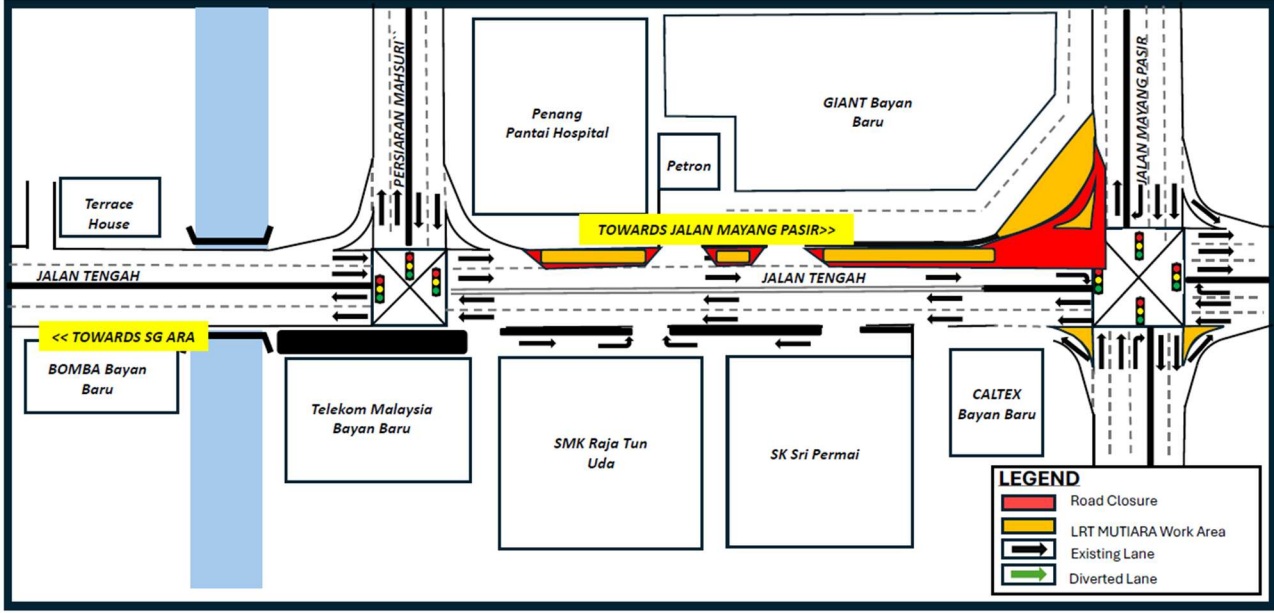 PERSIARAN MAHSURI``
JALAN MAYANG PASIR
Penang
Pantai Hospital
GIANT Bayan
Baru
Petron
Terrace
House
TOWARDS JALAN MAYANG PASIR>>
JALAN TENGAH
JALAN TENGAH
<< TOWARDS SG ARA
BOMBA Bayan
Baru
Telekom Malaysia
Bayan Baru
SMK Raja Tun
Uda
SK Sri Permai
CALTEX
Bayan Baru
LEGEND
Road Closure
LRT MUTIARA Work Area
Existing Lane
Diverted Lane